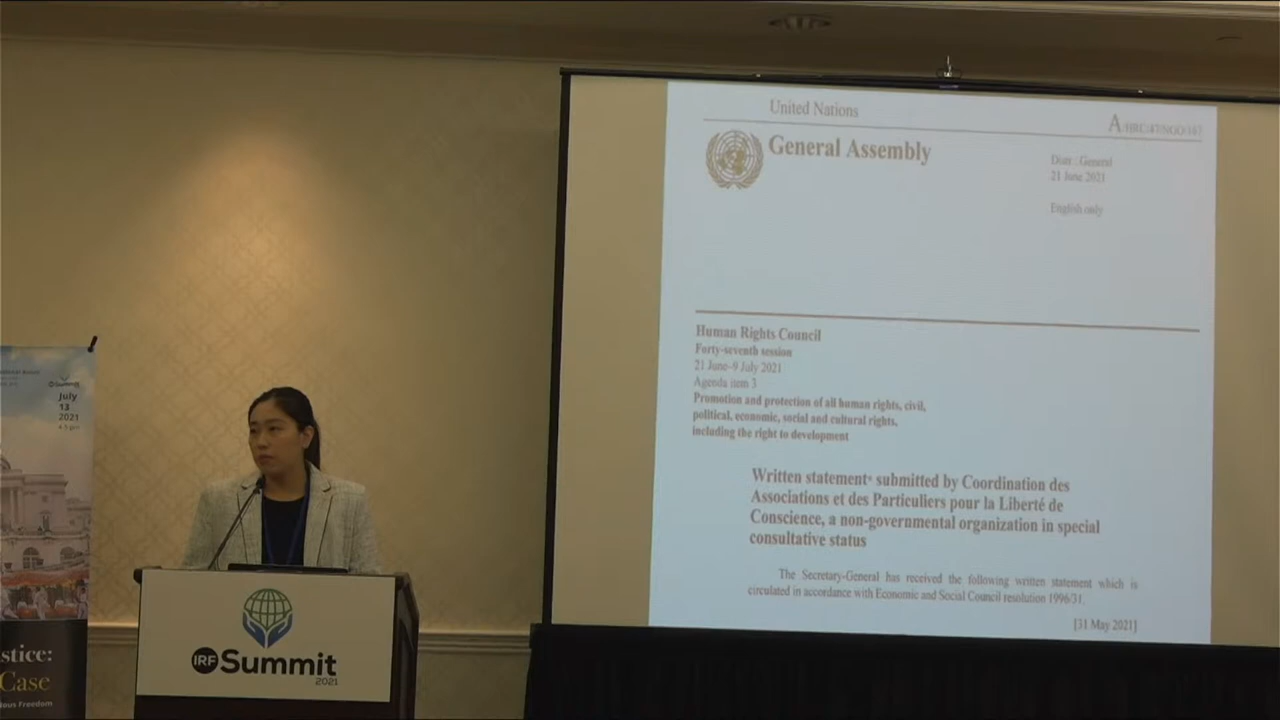 Summit
July
13
2021
stice:
Case
ious Freedom
IRF Summit
2021
United Nations
General Assembly
Distr.: General
21 June 2021
English only
Human Rights Council
Forty-seventh session
21 June–9 July 2021
Agenda item 3
Promotion and protection of all human rights, civil,
political, economic, social and cultural rights,
including the right to development
Written statement* submitted by Coordination des
Associations et des Particuliers pour la Liberté de
Conscience, a non-governmental organization in special
consultative status
The Secretary-General has received the following written statement which is
circulated in accordance with Economic and Social Council resolution 1996/31.
[31 May 2021]